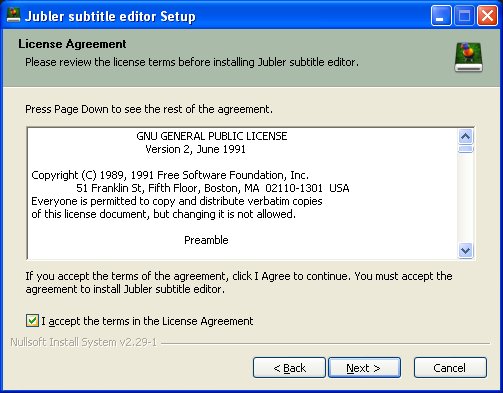 Jubler subtitle editor Setup
License Agreement
Please review the license terms before installing Jubler subtitle editor.
Press Page Down to see the rest of the agreement.
GNU GENERAL PUBLIC LICENSE
Version 2, June 1991
Copyright (C) 1989, 1991 Free Software Foundation, Inc.
51 Franklin St, Fifth Floor, Boston, MA 02110-1301 USA
Everyone is permitted to copy and distribute verbatim copies
of this license document, but changing it is not allowed.
Preamble
If you accept the terms of the agreement, click I Agree to continue. You must accept the
agreement to install Jubler subtitle editor.
I accept the terms in the License Agreement
Nullsoft Install System v2.29-1
< Back
Next >
Cancel